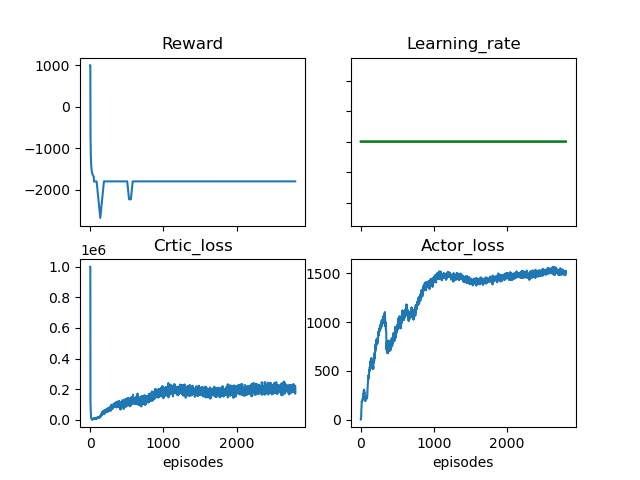 Reward
Learning_rate
1000
0
−1000
−2000
1e6
Crtic_loss
Actor_loss
1.0
0.8
0.6
0.4
0.2
0.0
1500
1000
500
0
0 1000 2000
0 1000 2000
episodes
episodes